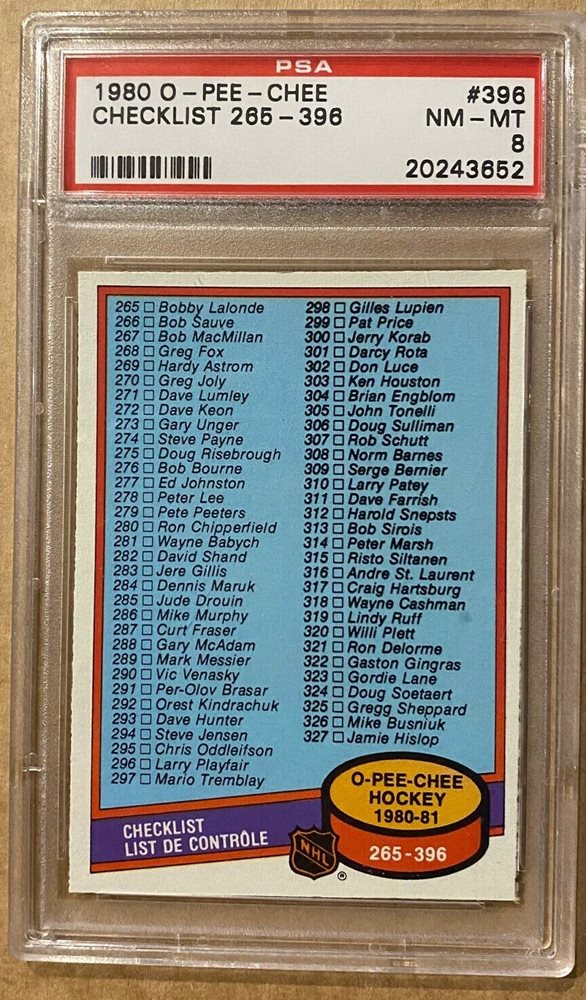 PSA
1980 O-PEE-CHEE #396
CHECKLIST 265-396 NM-MT
8
20243652
265 Bobby Lalonde
266 Bob Sauve
267 Bob MacMillan
268 Greg Fox
269 Hardy Astrom
270 Greg Joly
271 Dave Lumley
272 Dave Keon
273 Gary Unger
274 Steve Payne
275 Doug Risebrough
276 Bob Bourne
277 Ed Johnston
278 Peter Lee
279 Pete Peeters
280 Ron Chipperfield
281 Wayne Babych
282 David Shand
283 Jere Gillis
284 Dennis Maruk
285 Jude Drouin
286 Mike Murphy
287 Curt Fraser
288 Gary McAdam
289 Mark Messier
290 Vic Venasky
291 Per-Olov Brasar
292 Orest Kindrachuk
293 Dave Hunter
294 Steve Jensen
295 Chris Oddleifson
296 Larry Playfair
297 Mario Tremblay
298 Gilles Lupien
299 Pat Price
300 Jerry Korab
301 Darcy Rota
302 Don Luce
303 Ken Houston
304 Brian Engblom
305 John Tonelli
306 Doug Sulliman
307 Rob Schutt
308 Norm Barnes
309 Serge Bernier
310 Larry Patey
311 Dave Farrish
312 Harold Snepsts
313 Bob Sirois
314 Peter Marsh
315 Risto Siltanen
316 Andre St. Laurent
317 Craig Hartsburg
318 Wayne Cashman
319 Lindy Ruff
320 Willi Plett
321 Ron Delorme
322 Gaston Gingras
323 Gordie Lane
324 Doug Soetaert
325 Gregg Sheppard
326 Mike Busniuk
327 Jamie Hislop
CHECKLIST
LIST DE CONTRÔLE
NHL
®
O-PEE-CHEE
HOCKEY
1980-81
265-396